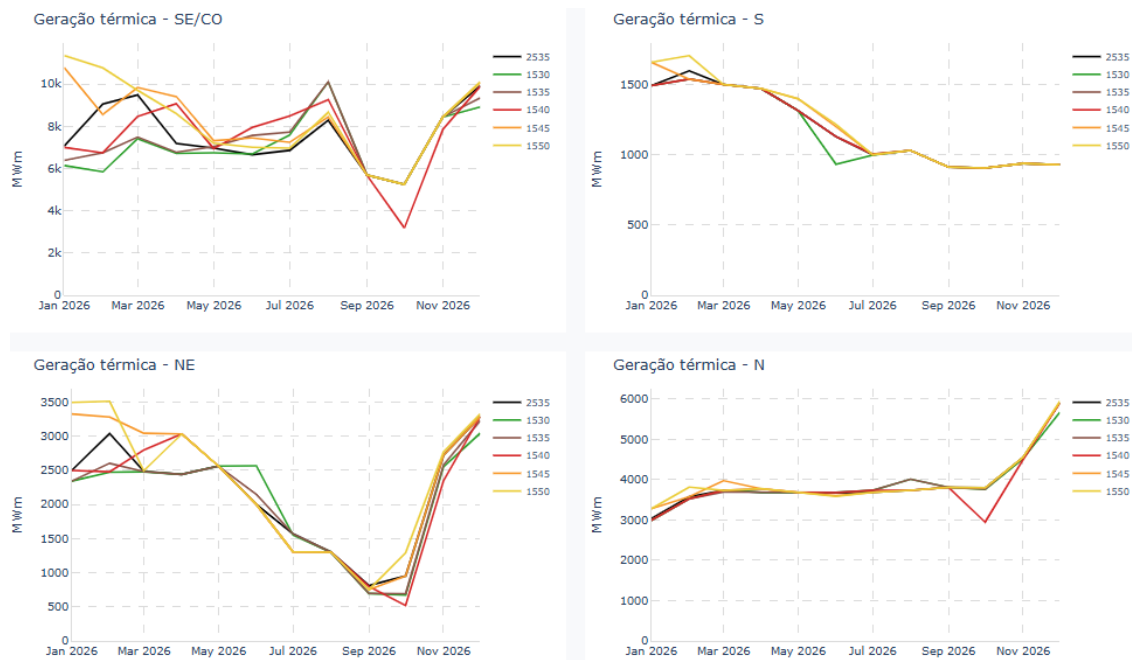 Geração térmica - SE/CO
MWm
10k
8k
6k
4k
2k
0
Jan 2026 Mar 2026 May 2026 Jul 2026 Sep 2026 Nov 2026
2535
1530
1535
1540
1545
1550
Geração térmica - S
MWm
1500
1000
500
0
Jan 2026 Mar 2026 May 2026 Jul 2026 Sep 2026 Nov 2026
2535
1530
1535
1540
1545
1550
Geração térmica - NE
MWm
3500
3000
2500
2000
1500
1000
500
0
Jan 2026 Mar 2026 May 2026 Jul 2026 Sep 2026 Nov 2026
2535
1530
1535
1540
1545
1550
Geração térmica - N
MWm
6000
5000
4000
3000
2000
1000
0
Jan 2026 Mar 2026 May 2026 Jul 2026 Sep 2026 Nov 2026
2535
1530
1535
1540
1545
1550